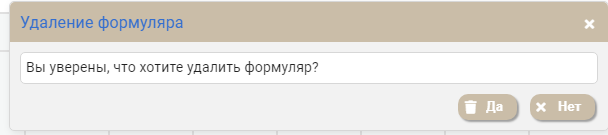 Удаление формуляра
Вы уверены, что хотите удалить формуляр?
Да Нет